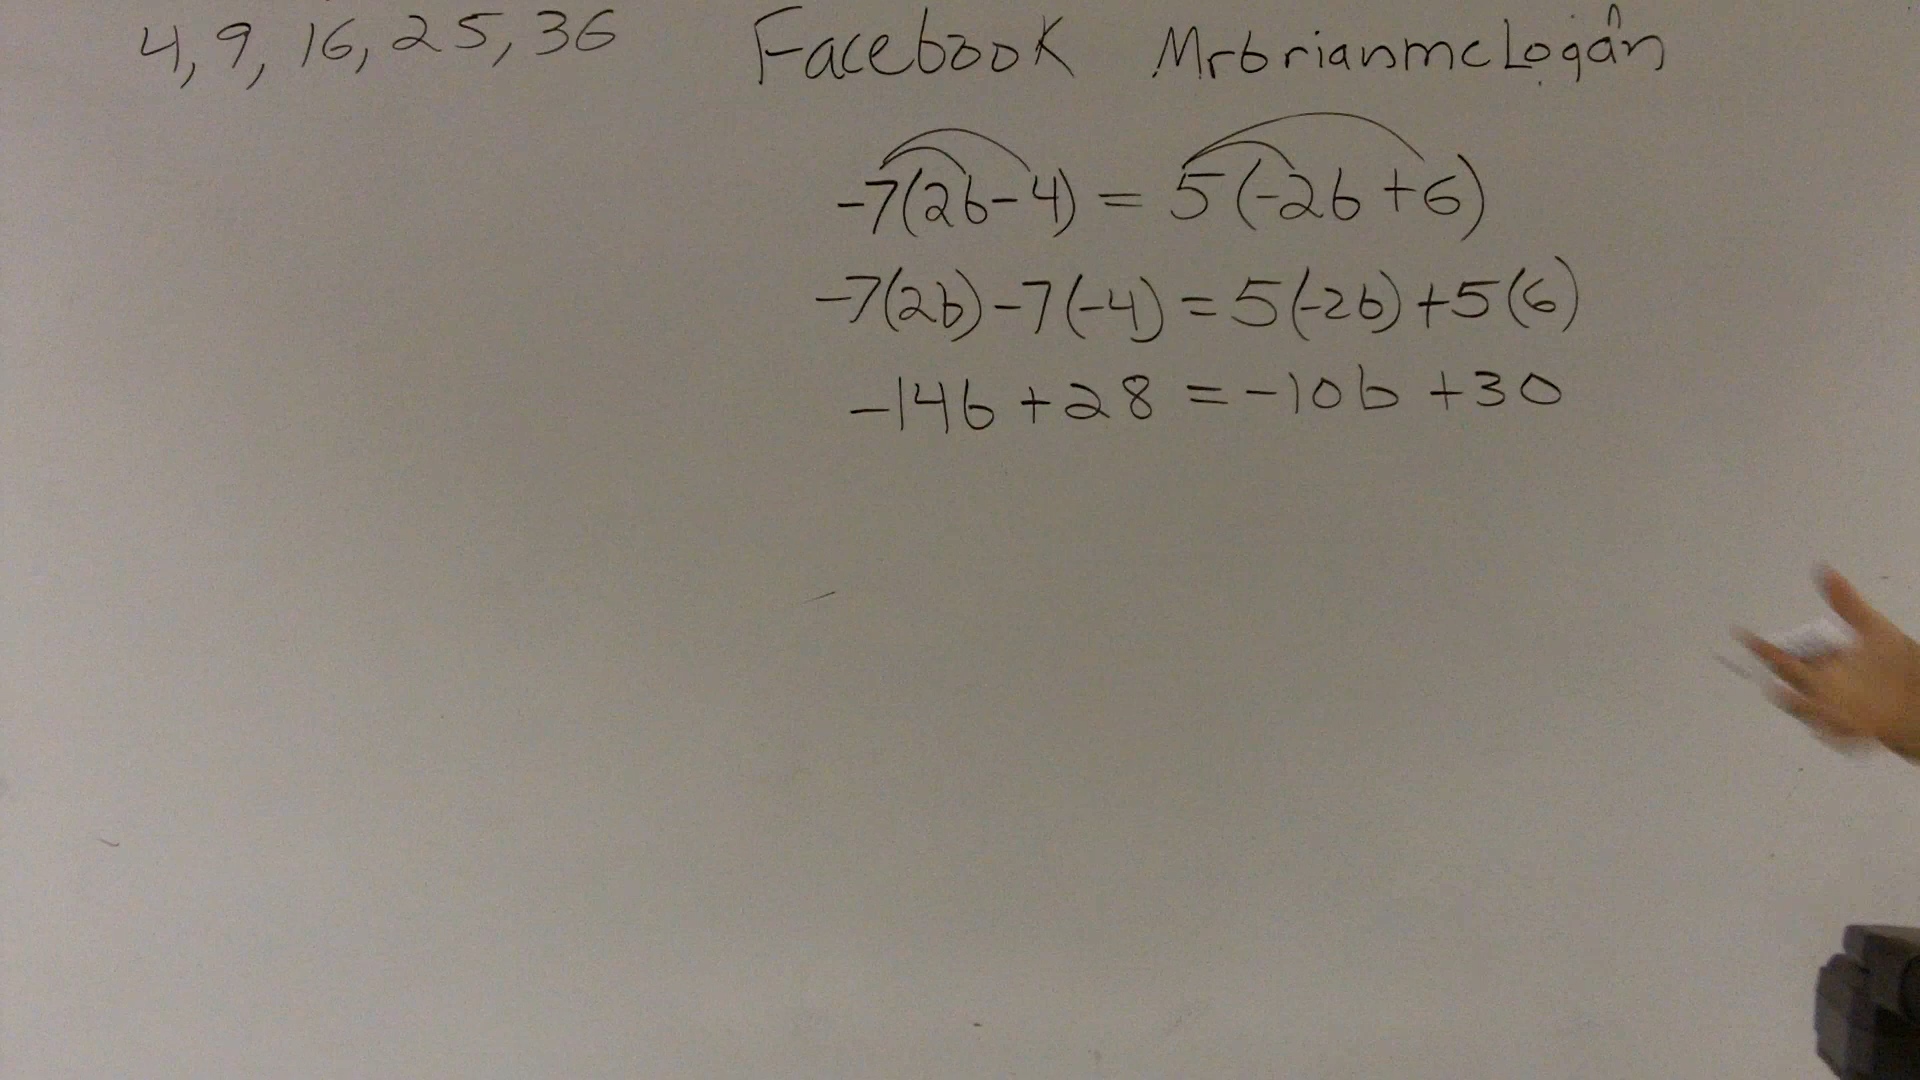 4, 9, 16, 25, 36 Facebook MrbrianmcLogan
-7(2b-4) = 5(-2b+6)
-7(2b)-7(-4) = 5(-2b)+5(6)
-14b+28 = -10b+30